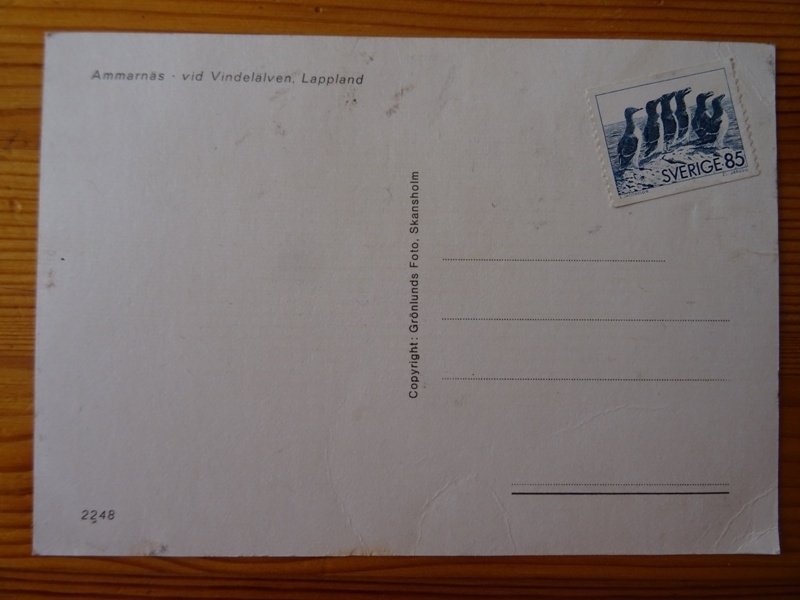 Ammarnäs · vid Vindelälven, Lappland
SVERIGE 85
Copyright: Grönlunds Foto, Skansholm
2248